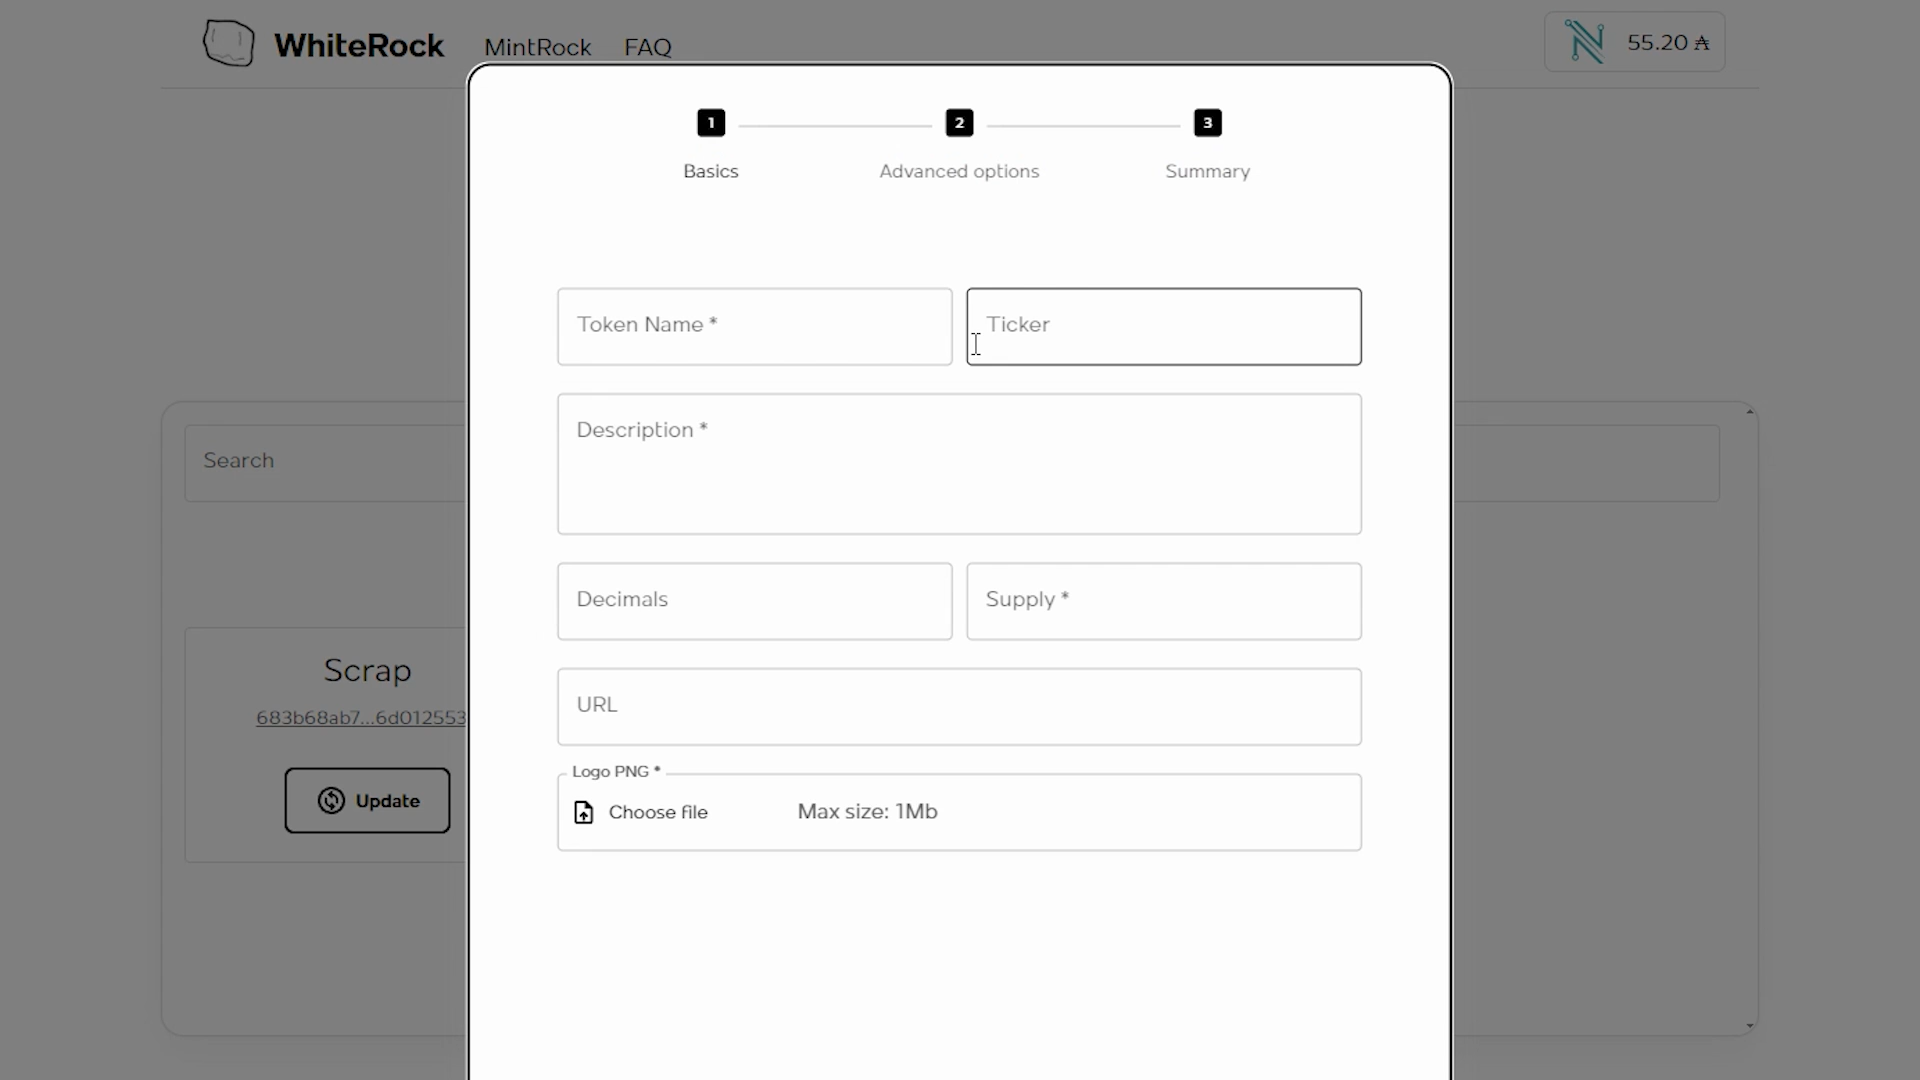 WhiteRock
MintRock
FAQ
55.20 ₳
1
2
3
Basics
Advanced options
Summary
Token Name *
Ticker
Description *
Search
Decimals
Supply *
Scrap
683b68ab7...6d012553
URL
Logo PNG *
Update
Choose file
Max size: 1Mb